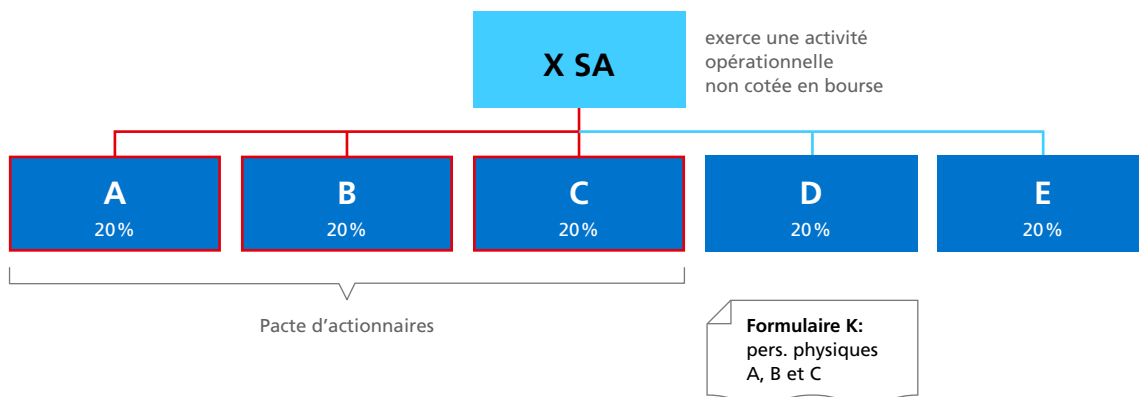 X SA
exerce une activité
opérationnelle
non cotée en bourse
A
20%
B
20%
C
20%
D
20%
E
20%
Pacte d’actionnaires
Formulaire K:
pers. physiques
A, B et C